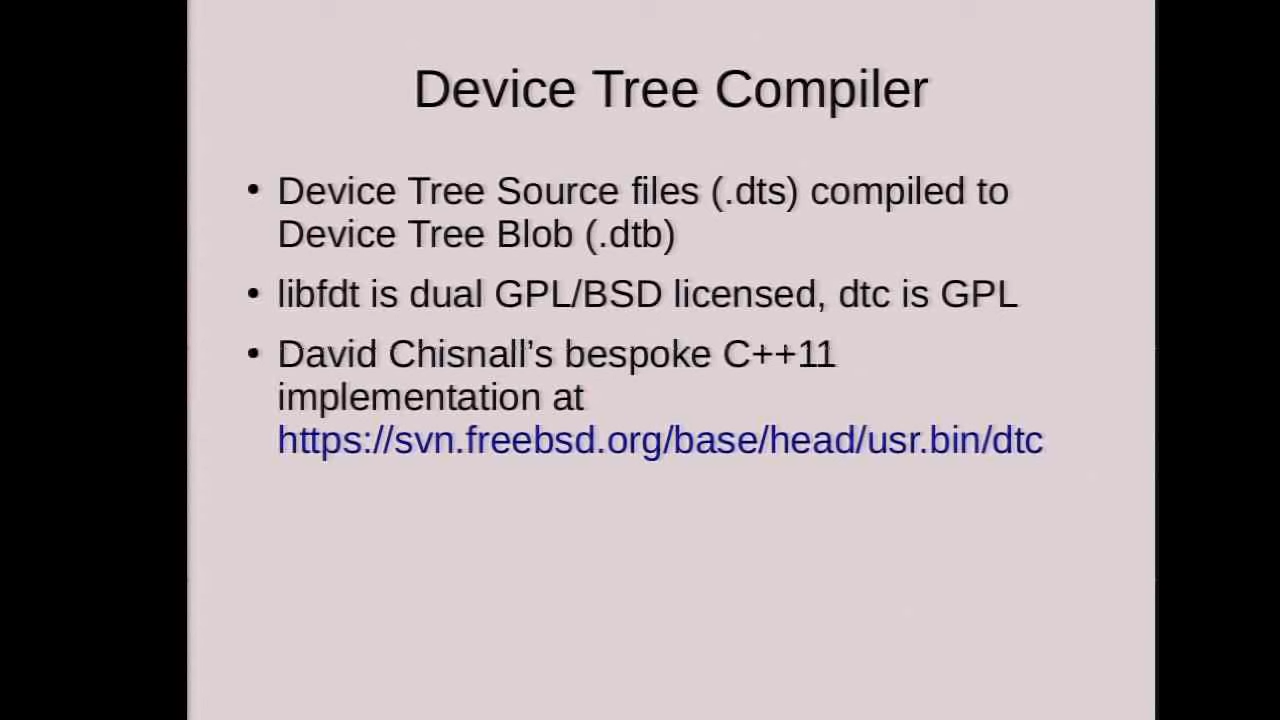 Device Tree Compiler
• Device Tree Source files (.dts) compiled to
Device Tree Blob (.dtb)
• libfdt is dual GPL/BSD licensed, dtc is GPL
• David Chisnall’s bespoke C++11
implementation at
https://svn.freebsd.org/base/head/usr.bin/dtc